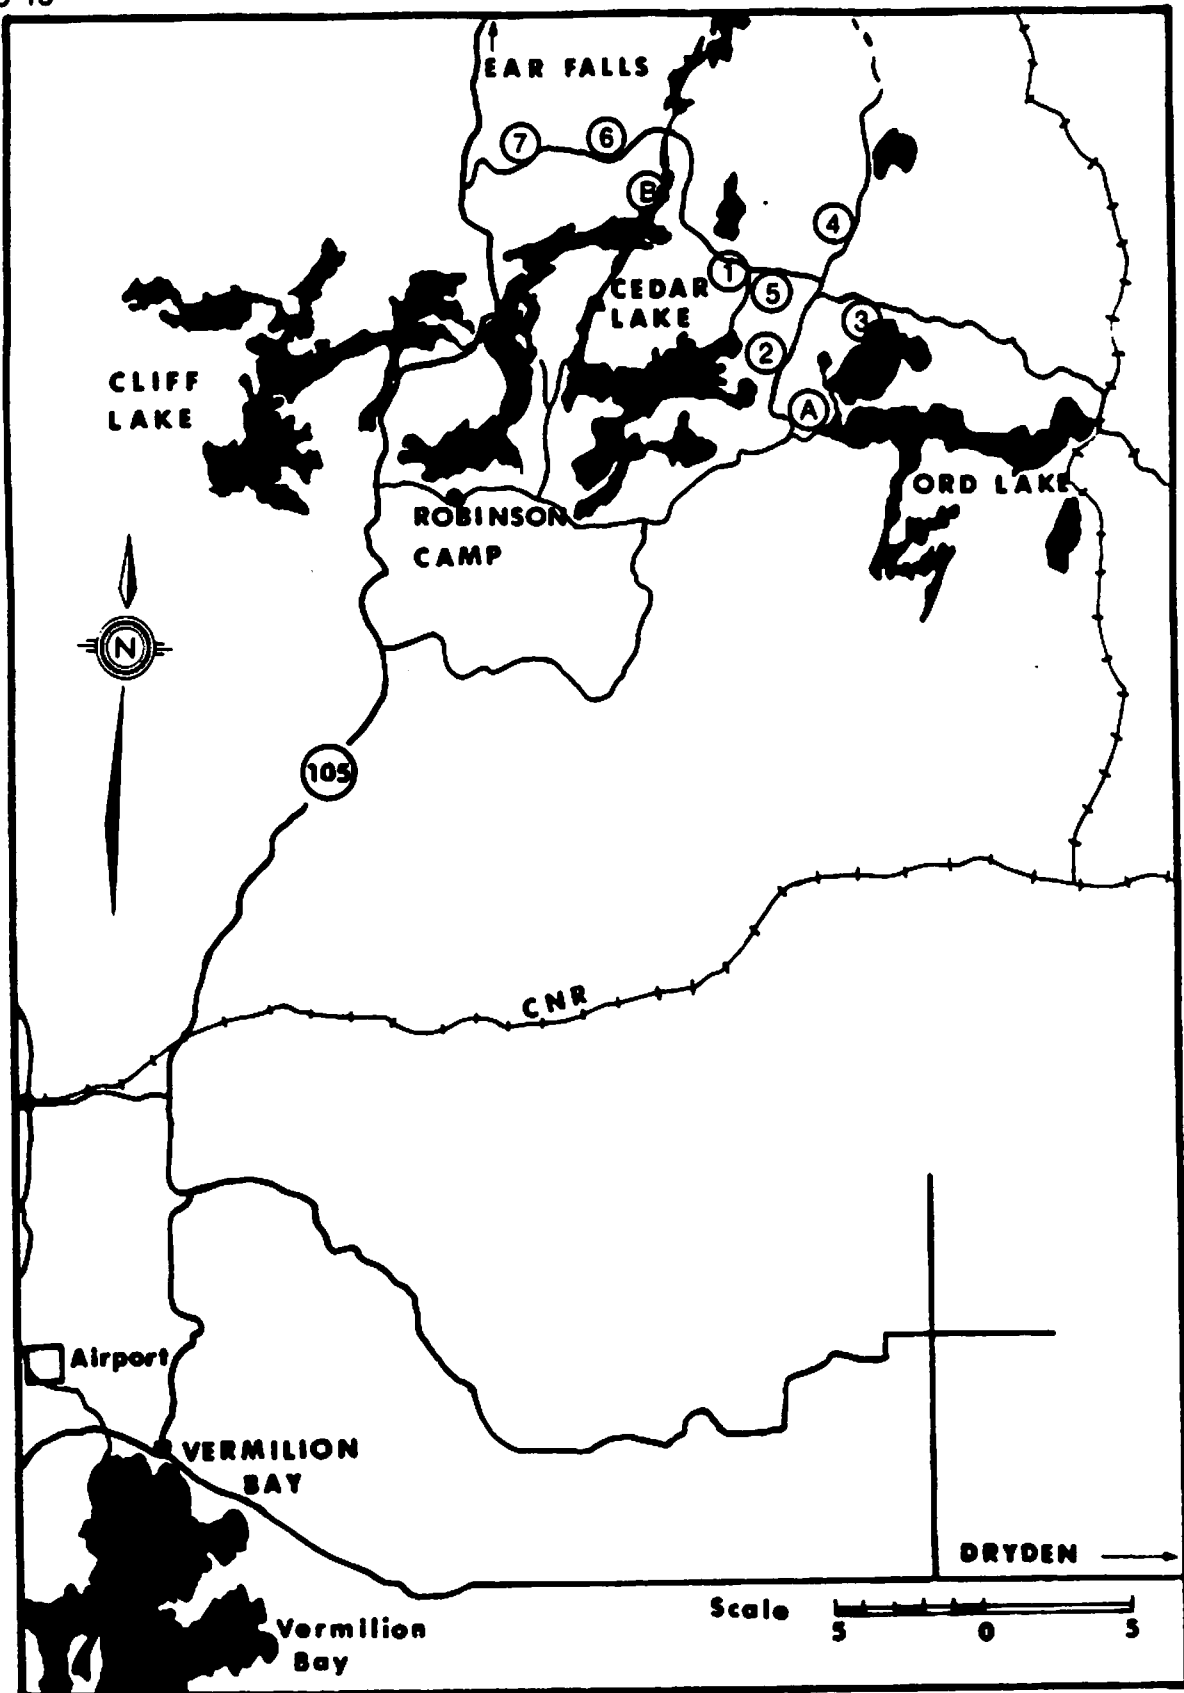 EAR FALLS
7
6
B
4
1
5
CEDAR
LAKE
3
2
CLIFF
LAKE
A
ORD LAKE
ROBINSON
CAMP
N
105
CNR
Airport
VERMILION
BAY
DRYDEN
Scale
5 0 5
Vermilion
Bay